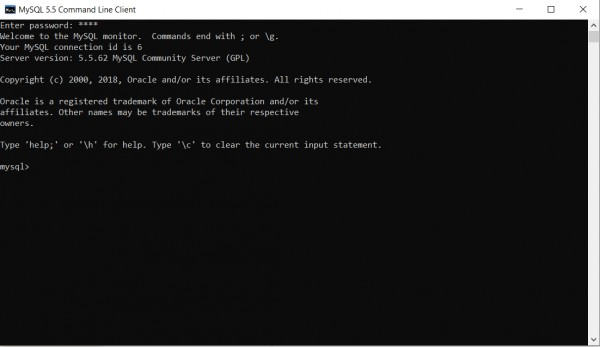 MySQL 5.5 Command Line Client
Enter password: ****
Welcome to the MySQL monitor.  Commands end with ; or \g.
Your MySQL connection id is 6
Server version: 5.5.62 MySQL Community Server (GPL)
Copyright (c) 2000, 2018, Oracle and/or its affiliates. All rights reserved.
Oracle is a registered trademark of Oracle Corporation and/or its
affiliates. Other names may be trademarks of their respective
owners.
Type 'help;' or '\h' for help. Type '\c' to clear the current input statement.
mysql>